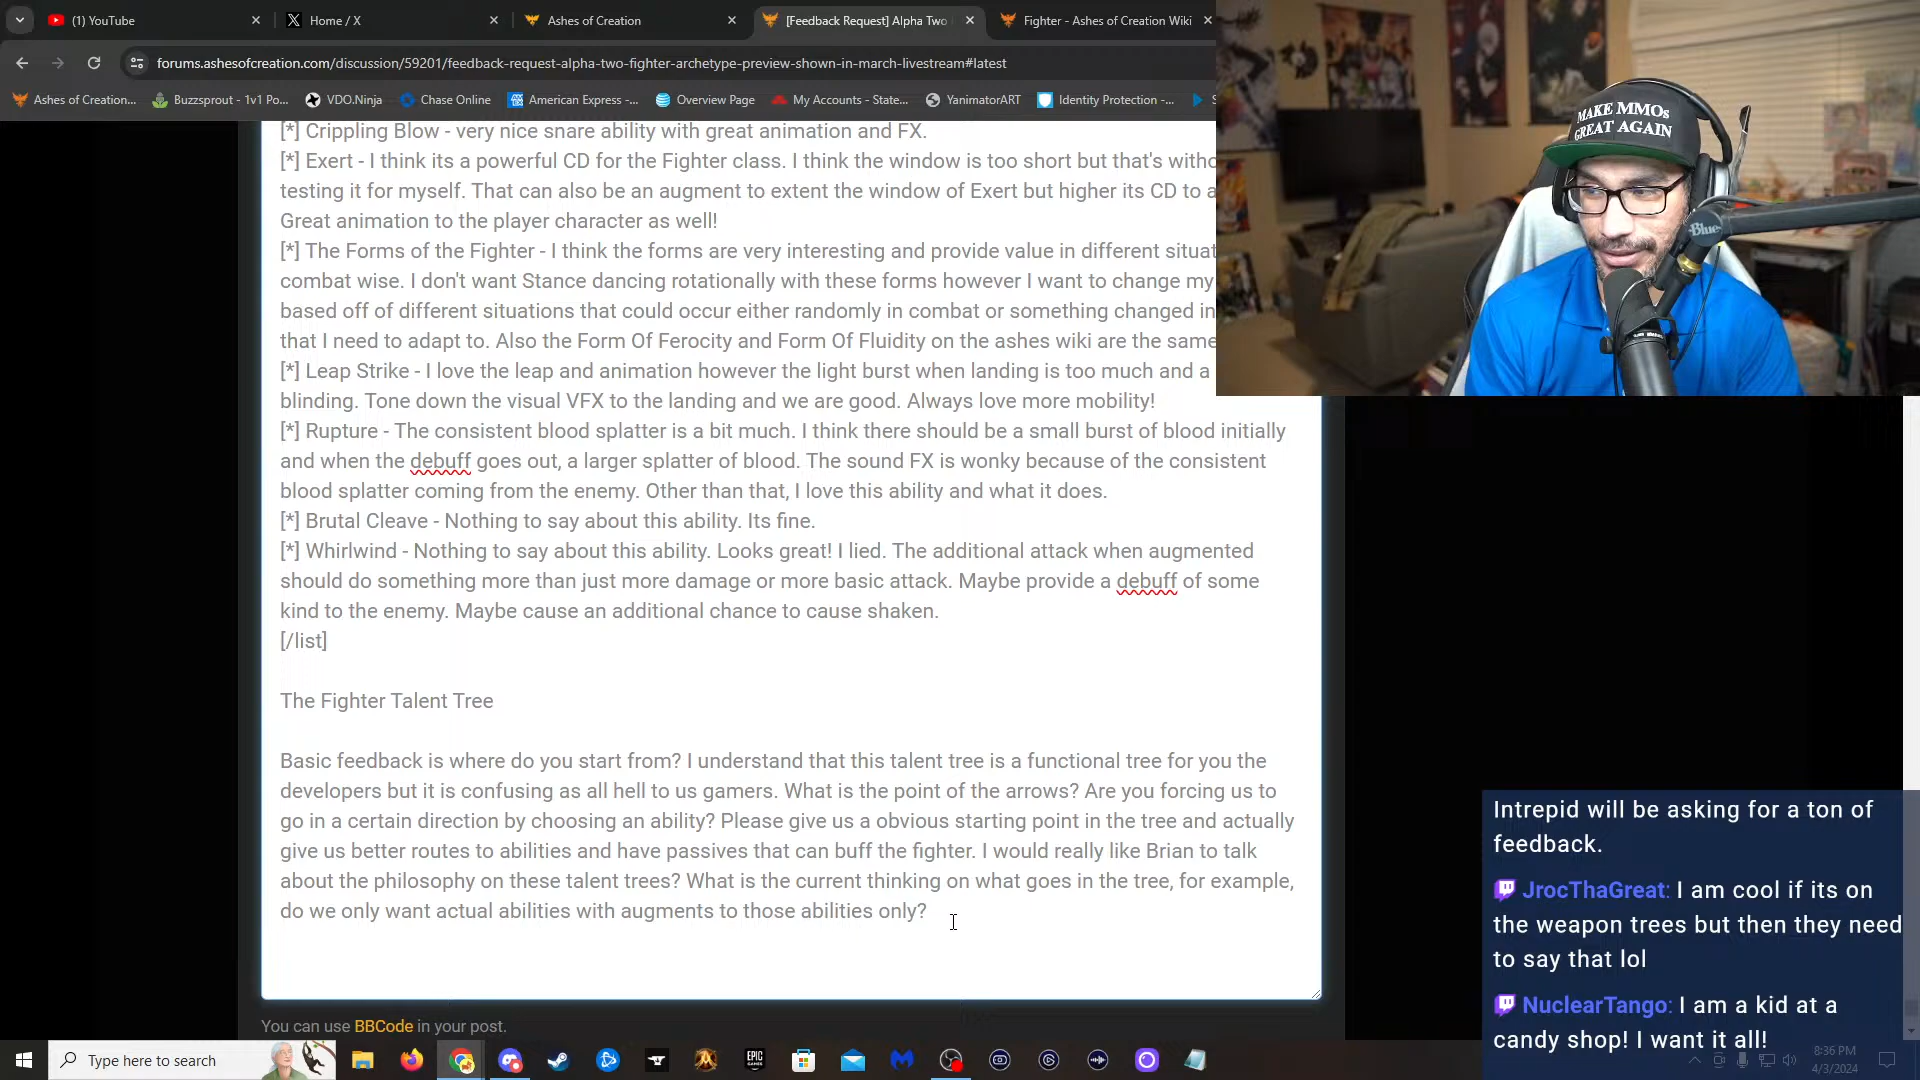 (1) YouTube
Home / X
Ashes of Creation
[Feedback Request] Alpha Two
Fighter - Ashes of Creation Wiki
forums.ashesofcreation.com/discussion/59201/feedback-request-alpha-two-fighter-archetype-preview-shown-in-march-livestream#latest
Ashes of Creation...
Buzzsprout - 1v1 Po...
VDO.Ninja
Chase Online
American Express -...
Overview Page
My Accounts - State...
YanimatorART
Identity Protection -...
MAKE MMOs
GREAT AGAIN
Blue
[*] Crippling Blow - very nice snare ability with great animation and FX.
[*] Exert - I think its a powerful CD for the Fighter class. I think the window is too short but that's witho
testing it for myself. That can also be an augment to extent the window of Exert but higher its CD to a
Great animation to the player character as well!
[*] The Forms of the Fighter - I think the forms are very interesting and provide value in different situat
combat wise. I don't want Stance dancing rotationally with these forms however I want to change my
based off of different situations that could occur either randomly in combat or something changed in
that I need to adapt to. Also the Form Of Ferocity and Form Of Fluidity on the ashes wiki are the same
[*] Leap Strike - I love the leap and animation however the light burst when landing is too much and a
blinding. Tone down the visual VFX to the landing and we are good. Always love more mobility!
[*] Rupture - The consistent blood splatter is a bit much. I think there should be a small burst of blood initially
and when the debuff goes out, a larger splatter of blood. The sound FX is wonky because of the consistent
blood splatter coming from the enemy. Other than that, I love this ability and what it does.
[*] Brutal Cleave - Nothing to say about this ability. Its fine.
[*] Whirlwind - Nothing to say about this ability. Looks great! I lied. The additional attack when augmented
should do something more than just more damage or more basic attack. Maybe provide a debuff of some
kind to the enemy. Maybe cause an additional chance to cause shaken.
[/list]
The Fighter Talent Tree
Basic feedback is where do you start from? I understand that this talent tree is a functional tree for you the
developers but it is confusing as all hell to us gamers. What is the point of the arrows? Are you forcing us to
go in a certain direction by choosing an ability? Please give us a obvious starting point in the tree and actually
give us better routes to abilities and have passives that can buff the fighter. I would really like Brian to talk
about the philosophy on these talent trees? What is the current thinking on what goes in the tree, for example,
do we only want actual abilities with augments to those abilities only?
You can use BBCode in your post.
Intrepid will be asking for a ton of
feedback.
JrocThaGreat: I am cool if its on
the weapon trees but then they need
to say that lol
NuclearTango: I am a kid at a
candy shop! I want it all!
Type here to search
EPIC
GAMES
8:36 PM
4/3/2024